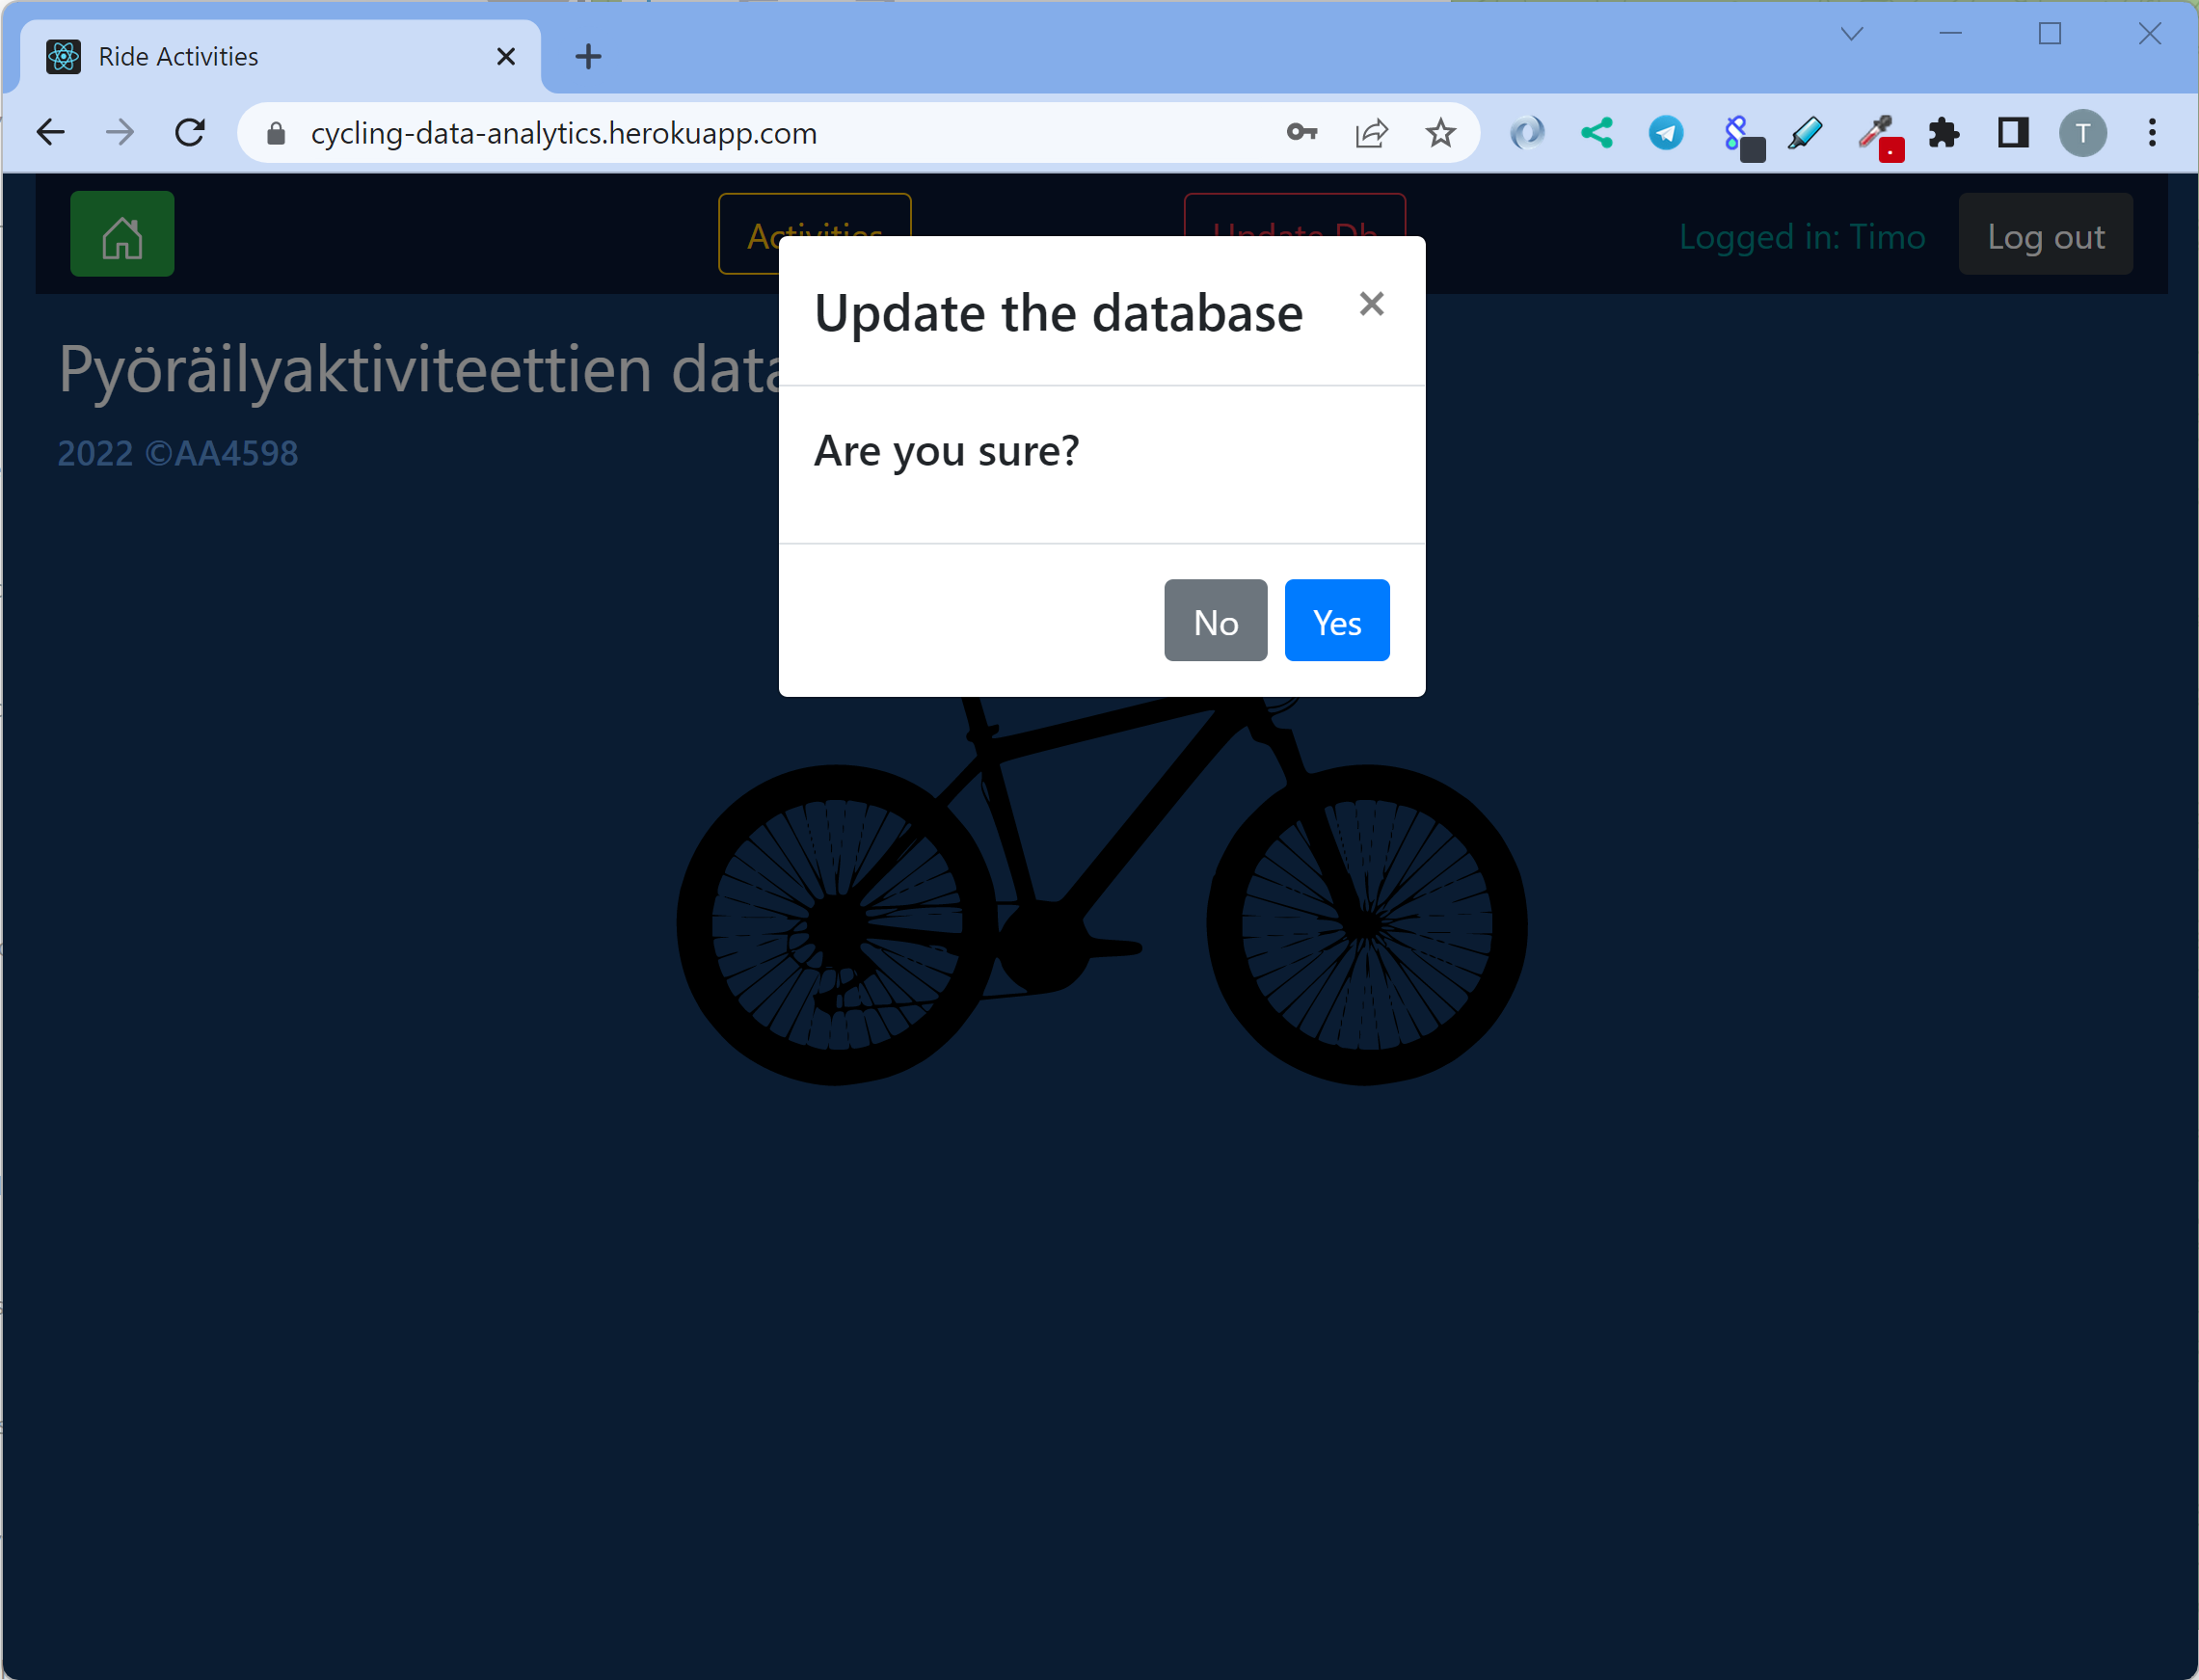 Ride Activities
cycling-data-analytics.herokuapp.com
T
Activities
Update Db
Logged in: Timo
Log out
Update the database
Pyöräilyaktiviteettien data
2022 ©AA4598
Are you sure?
No
Yes